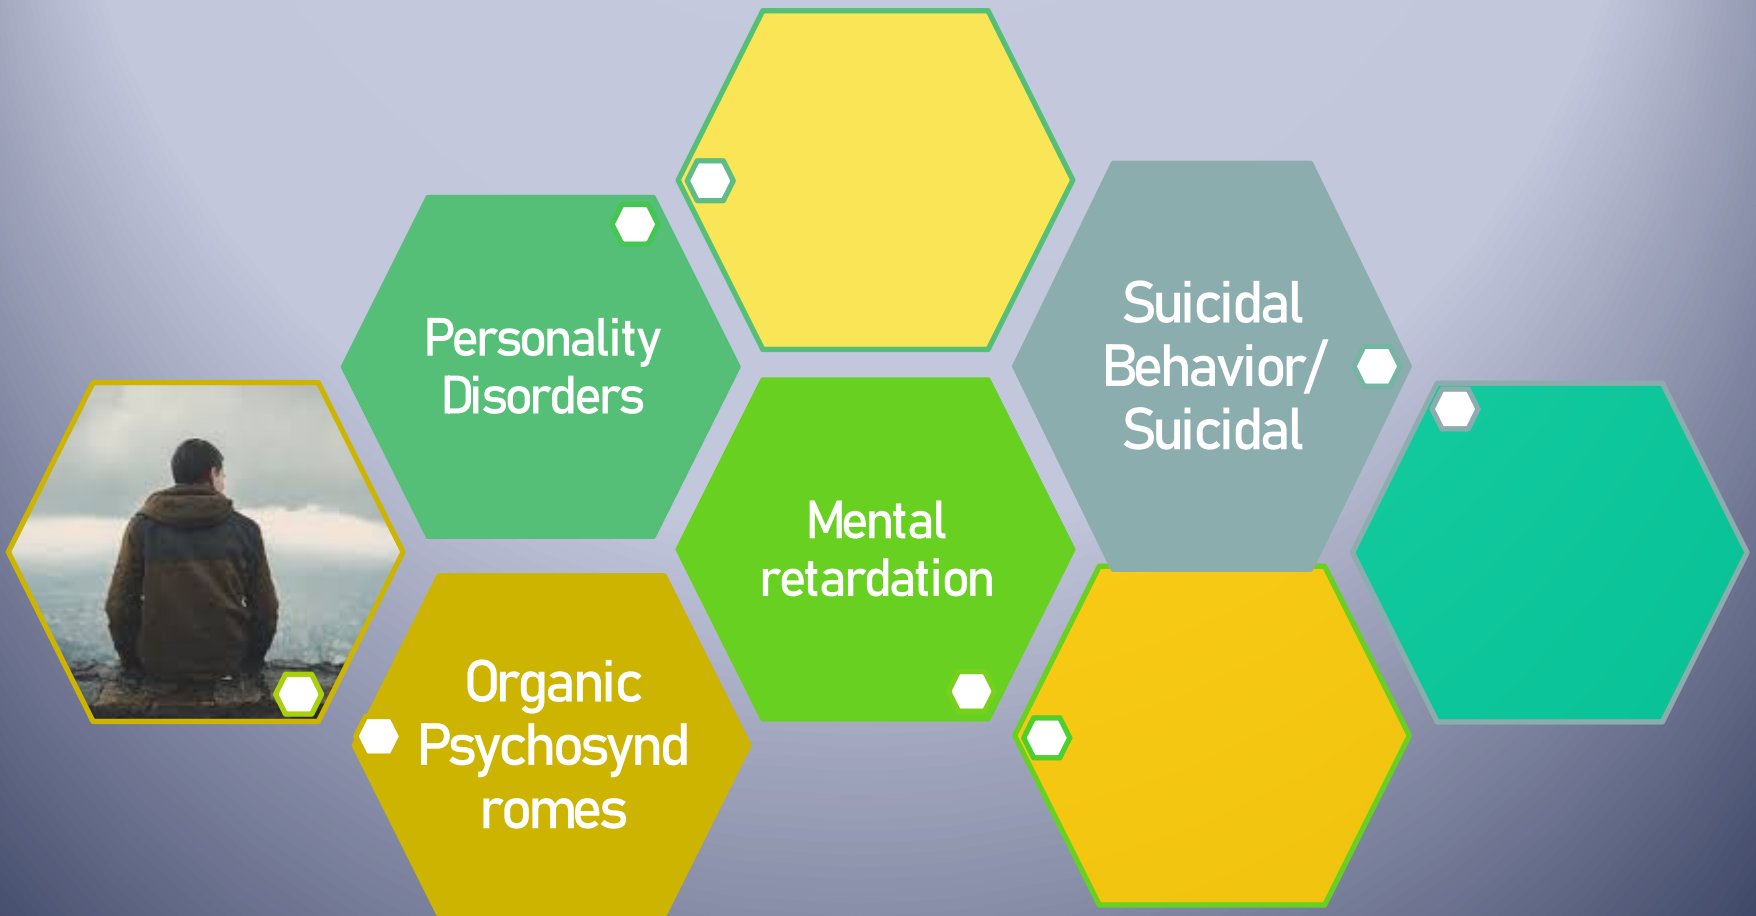 Personality
Disorders
Suicidal
Behavior/
Suicidal
Mental
retardation
Organic
Psychosynd
romes